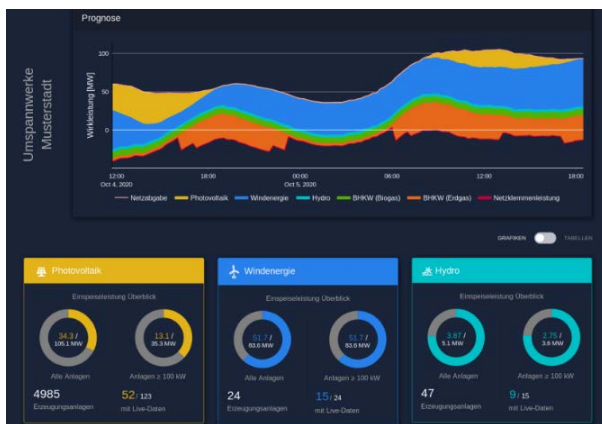 Prognose
Umspannwerke
Musterstadt
Wirkleistung [MW]
100
50
0
12:00
Oct 4, 2020
18:00
00:00
Oct 5, 2020
06:00
12:00
18:00
Netzabgabe
Photovoltaik
Windenergie
Hydro
BHKW (Biogas)
BHKW (Erdgas)
Netzklemmenleistung
GRAFIKEN
TABELLEN
Photovoltaik
Einspeiseleistung Überblick
34.3 /
105.1 MW
13.1 /
35.3 MW
Alle Anlagen
Anlagen ≥ 100 kW
4985
Erzeugungsanlagen
52 / 123
mit Live-Daten
Windenergie
Einspeiseleistung Überblick
51.7 /
83.6 MW
51.7 /
83.6 MW
Alle Anlagen
Anlagen ≥ 100 kW
24
Erzeugungsanlagen
15 / 24
mit Live-Daten
Hydro
Einspeiseleistung Überblick
3.87 /
5.1 MW
2.75 /
3.6 MW
Alle Anlagen
Anlagen ≥ 100 kW
47
Erzeugungsanlagen
9 / 15
mit Live-Daten